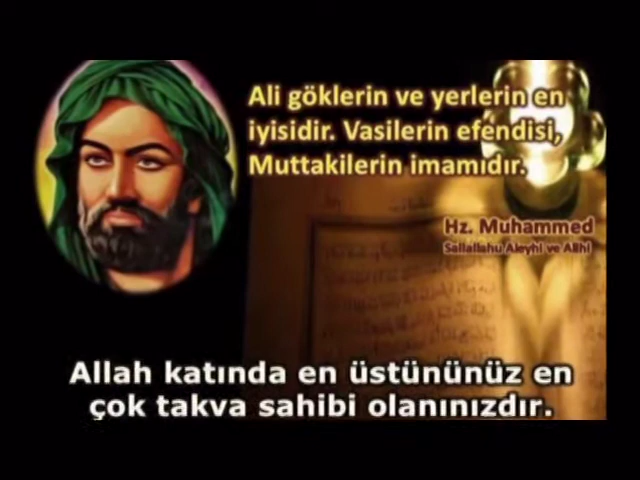 Ali göklerin ve yerlerin en
iyisidir. Vasilerin efendisi,
Muttakilerin imamıdır.
Hz. Muhammed
Sallallahu Aleyhi ve Alihi
Allah katında en üstününüz en
çok takva sahibi olanınızdır.